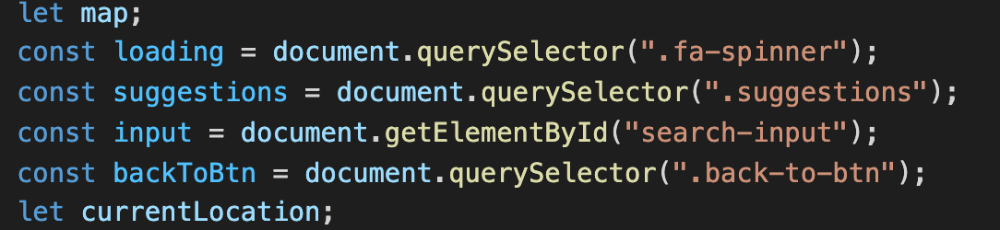 let map;
const loading = document.querySelector(".fa-spinner");
const suggestions = document.querySelector(".suggestions");
const input = document.getElementById("search-input");
const backToBtn = document.querySelector(".back-to-btn");
let currentLocation;